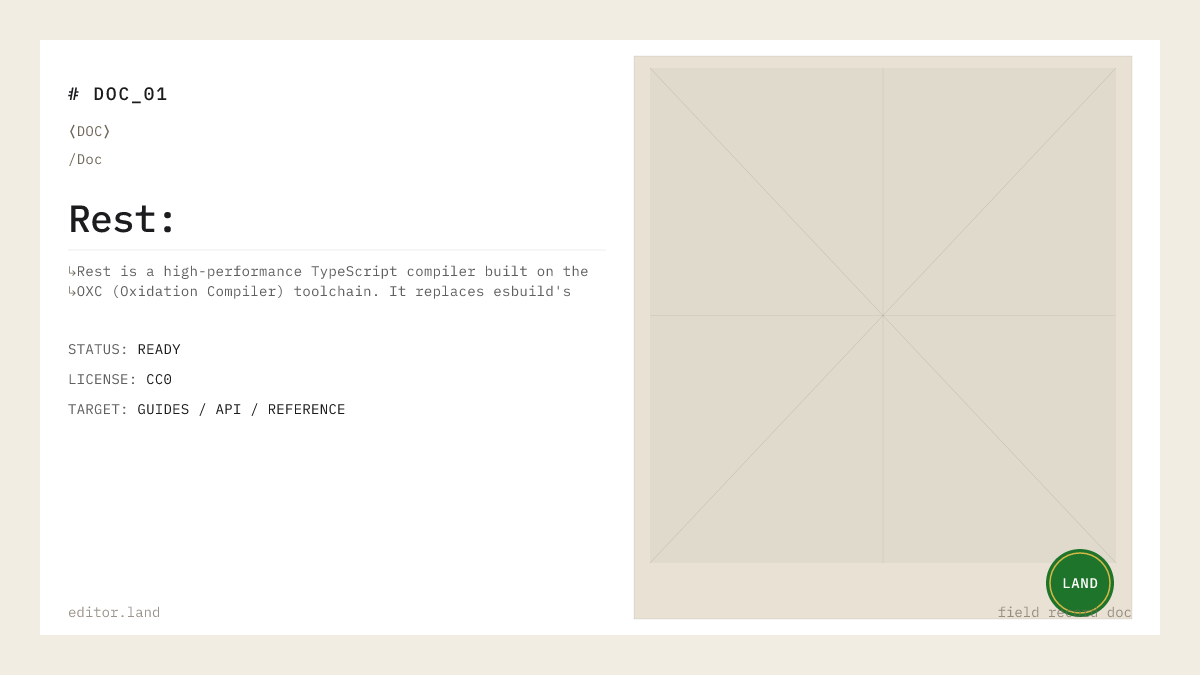 # DOC_01
⟨DOC⟩
/Doc
Rest:
↳Rest is a high-performance TypeScript compiler built on the
↳OXC (Oxidation Compiler) toolchain. It replaces esbuild's
STATUS: READY
LICENSE: CC0
TARGET: GUIDES / API / REFERENCE
LAND
editor.land
field record doc